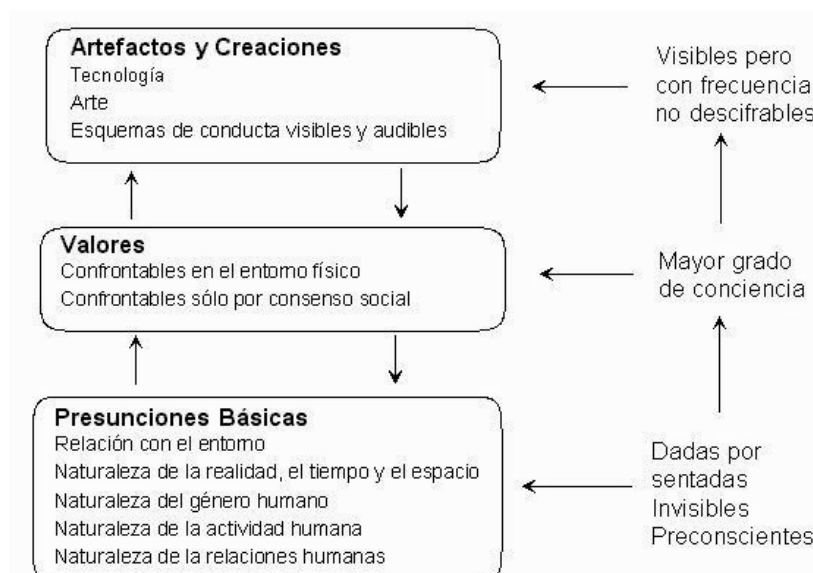 Artefactos y Creaciones
Tecnología
Arte
Esquemas de conducta visibles y audibles
Visibles pero
con frecuencia
no descifrables
Valores
Confrontables en el entorno físico
Confrontables sólo por consenso social
Mayor grado
de conciencia
Presunciones Básicas
Relación con el entorno
Naturaleza de la realidad, el tiempo y el espacio
Naturaleza del género humano
Naturaleza de la actividad humana
Naturaleza de la relaciones humanas
Dadas por
sentadas
Invisibles
Preconscientes